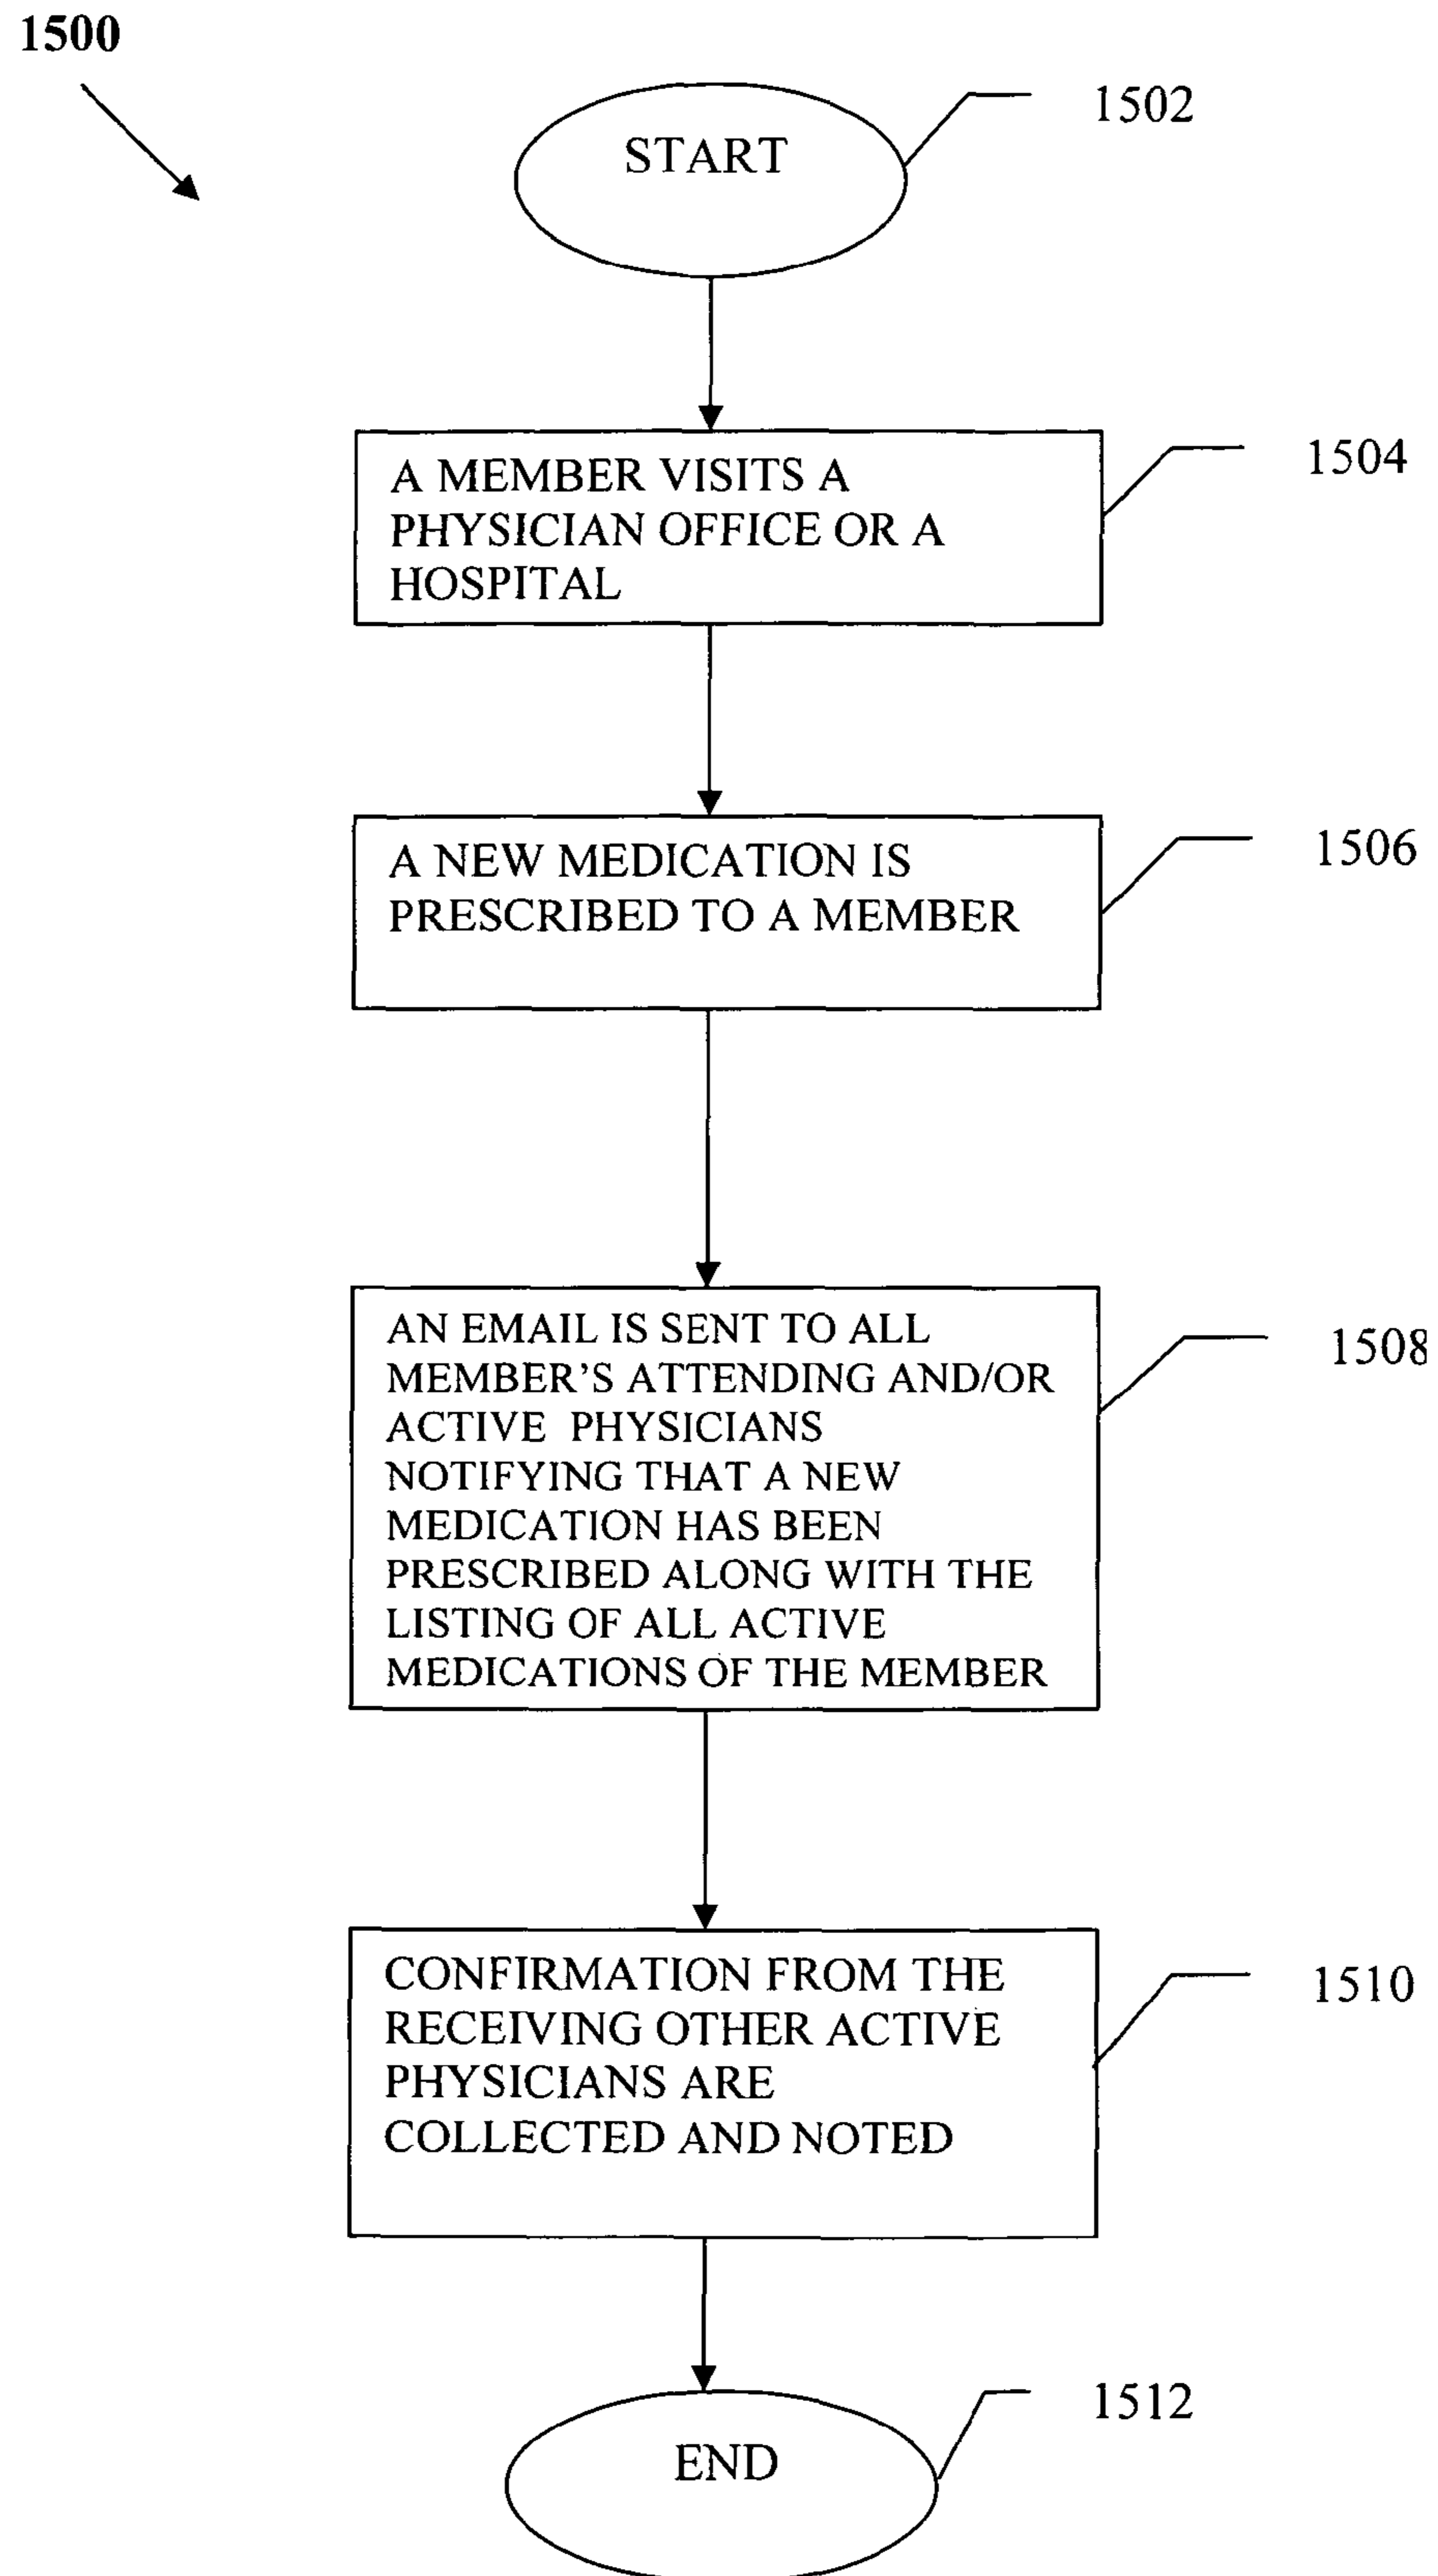 1500
1502
START
1504
A MEMBER VISITS A
PHYSICIAN OFFICE OR A
HOSPITAL
1506
A NEW MEDICATION IS
PRESCRIBED TO A MEMBER
1508
AN EMAIL IS SENT TO ALL
MEMBER'S ATTENDING AND/OR
ACTIVE PHYSICIANS
NOTIFYING THAT A NEW
MEDICATION HAS BEEN
PRESCRIBED ALONG WITH THE
LISTING OF ALL ACTIVE
MEDICATIONS OF THE MEMBER
1510
CONFIRMATION FROM THE
RECEIVING OTHER ACTIVE
PHYSICIANS ARE
COLLECTED AND NOTED
1512
END